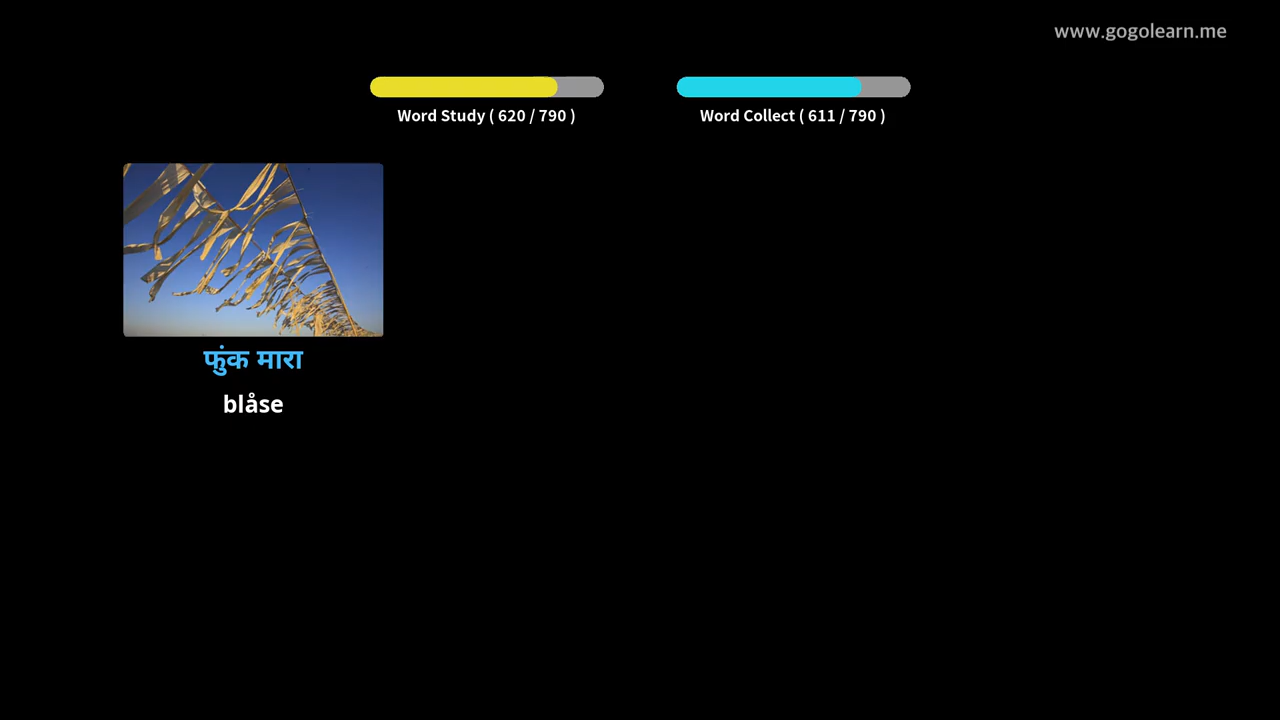 www.gogolearn.me
Word Study ( 620 / 790 )
Word Collect ( 611 / 790 )
फुंक मारा
blåse